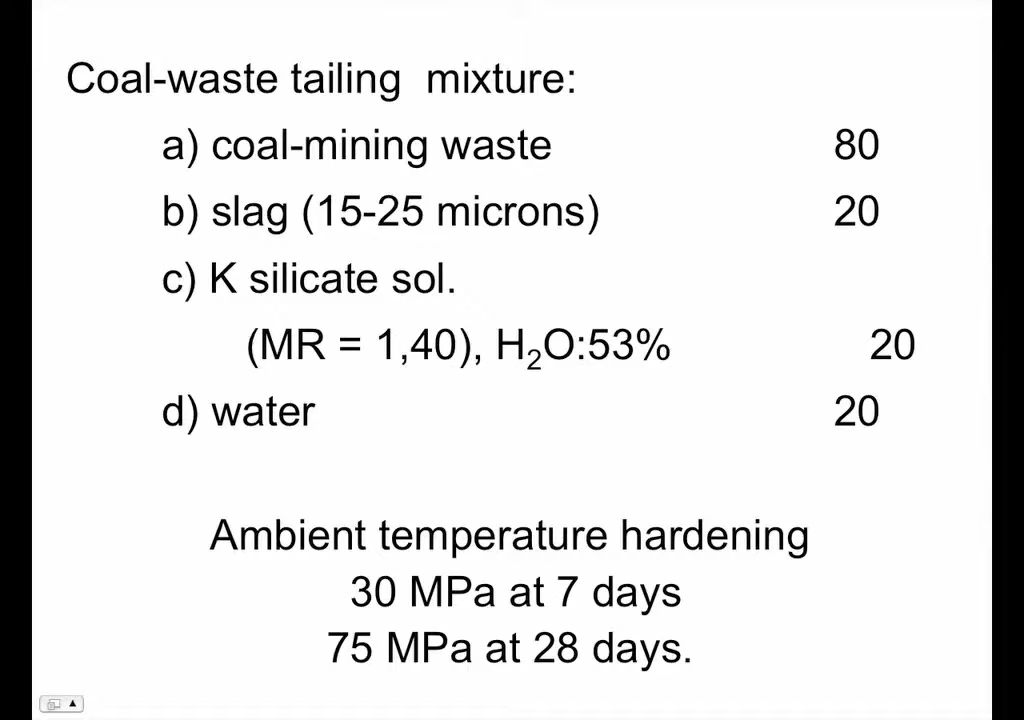 Coal-waste tailing mixture:
a) coal-mining waste 80
b) slag (15-25 microns) 20
c) K silicate sol.
(MR = 1,40), H₂O:53% 20
d) water 20
Ambient temperature hardening
30 MPa at 7 days
75 MPa at 28 days.